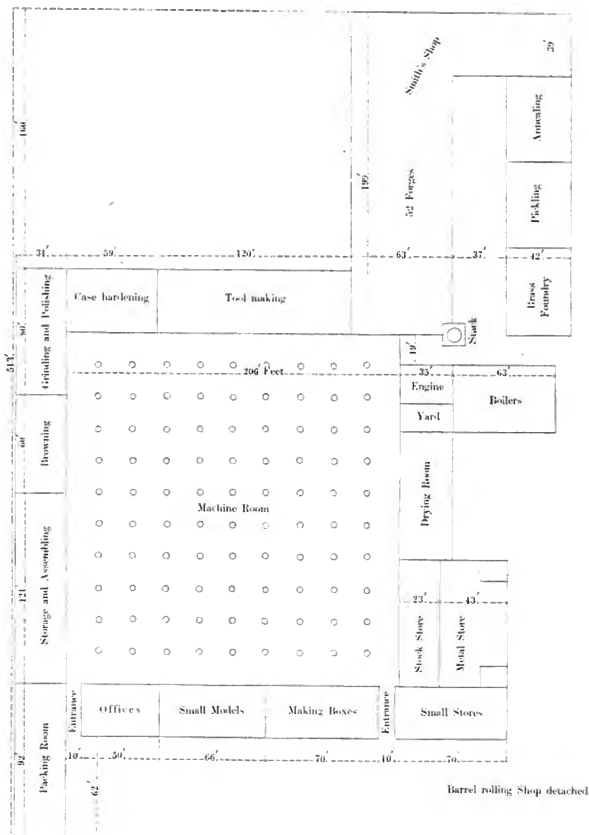 39'
Smith's Shop
Annealing
160'
199'
52 Forges
Pickling
31'
59'
120'
63'
37'
42'
Grinding and Polishing
Case hardening
Tool making
Brass
Foundry
Stack
513'
19'
206' Feet
35'
63'
Engine
Boilers
Yard
Browning
Drying Room
Machine Room
Storage and Assembling
121'
23'
43'
Stock Store
Metal Store
Entrance
Offices
Small Models
Making Boxes
Entrance
Small Stores
Packing Room
92'
10'
50'
66'
70'
10'
70'
62'
Barrel rolling Shop detached